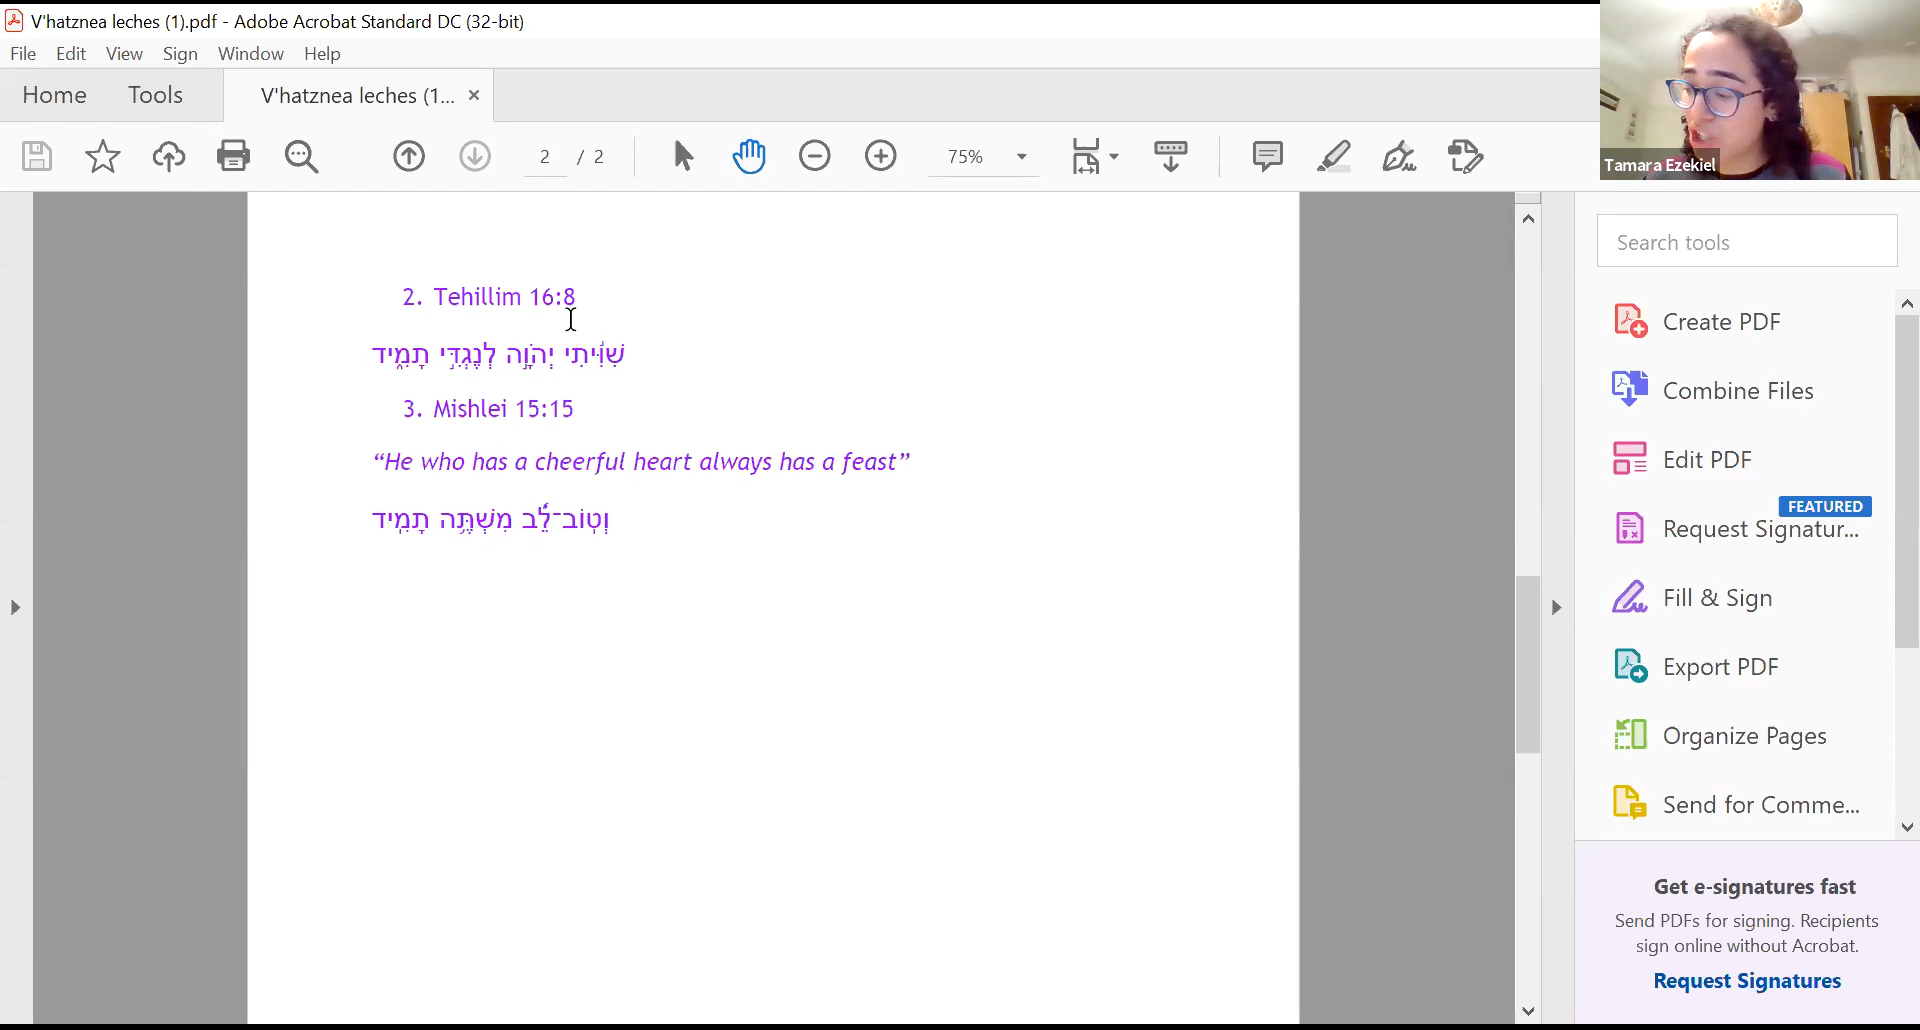 V'hatznea leches (1).pdf - Adobe Acrobat Standard DC (32-bit)
File Edit View Sign Window Help
Home Tools V'hatznea leches (1... ×
2 / 2 75%
Tamara Ezekiel
2. Tehillim 16:8
שִׁוִּ֬יתִי יְהֹוָ֣ה לְנֶגְדִּ֣י תָמִ֑יד
3. Mishlei 15:15
“He who has a cheerful heart always has a feast”
וְטֽוֹב־לֵ֝֗ב מִשְׁתֶּ֥ה תָמִֽיד
Search tools
Create PDF
Combine Files
Edit PDF
FEATURED
Request Signatur...
Fill & Sign
Export PDF
Organize Pages
Send for Comme...
Get e-signatures fast
Send PDFs for signing. Recipients
sign online without Acrobat.
Request Signatures